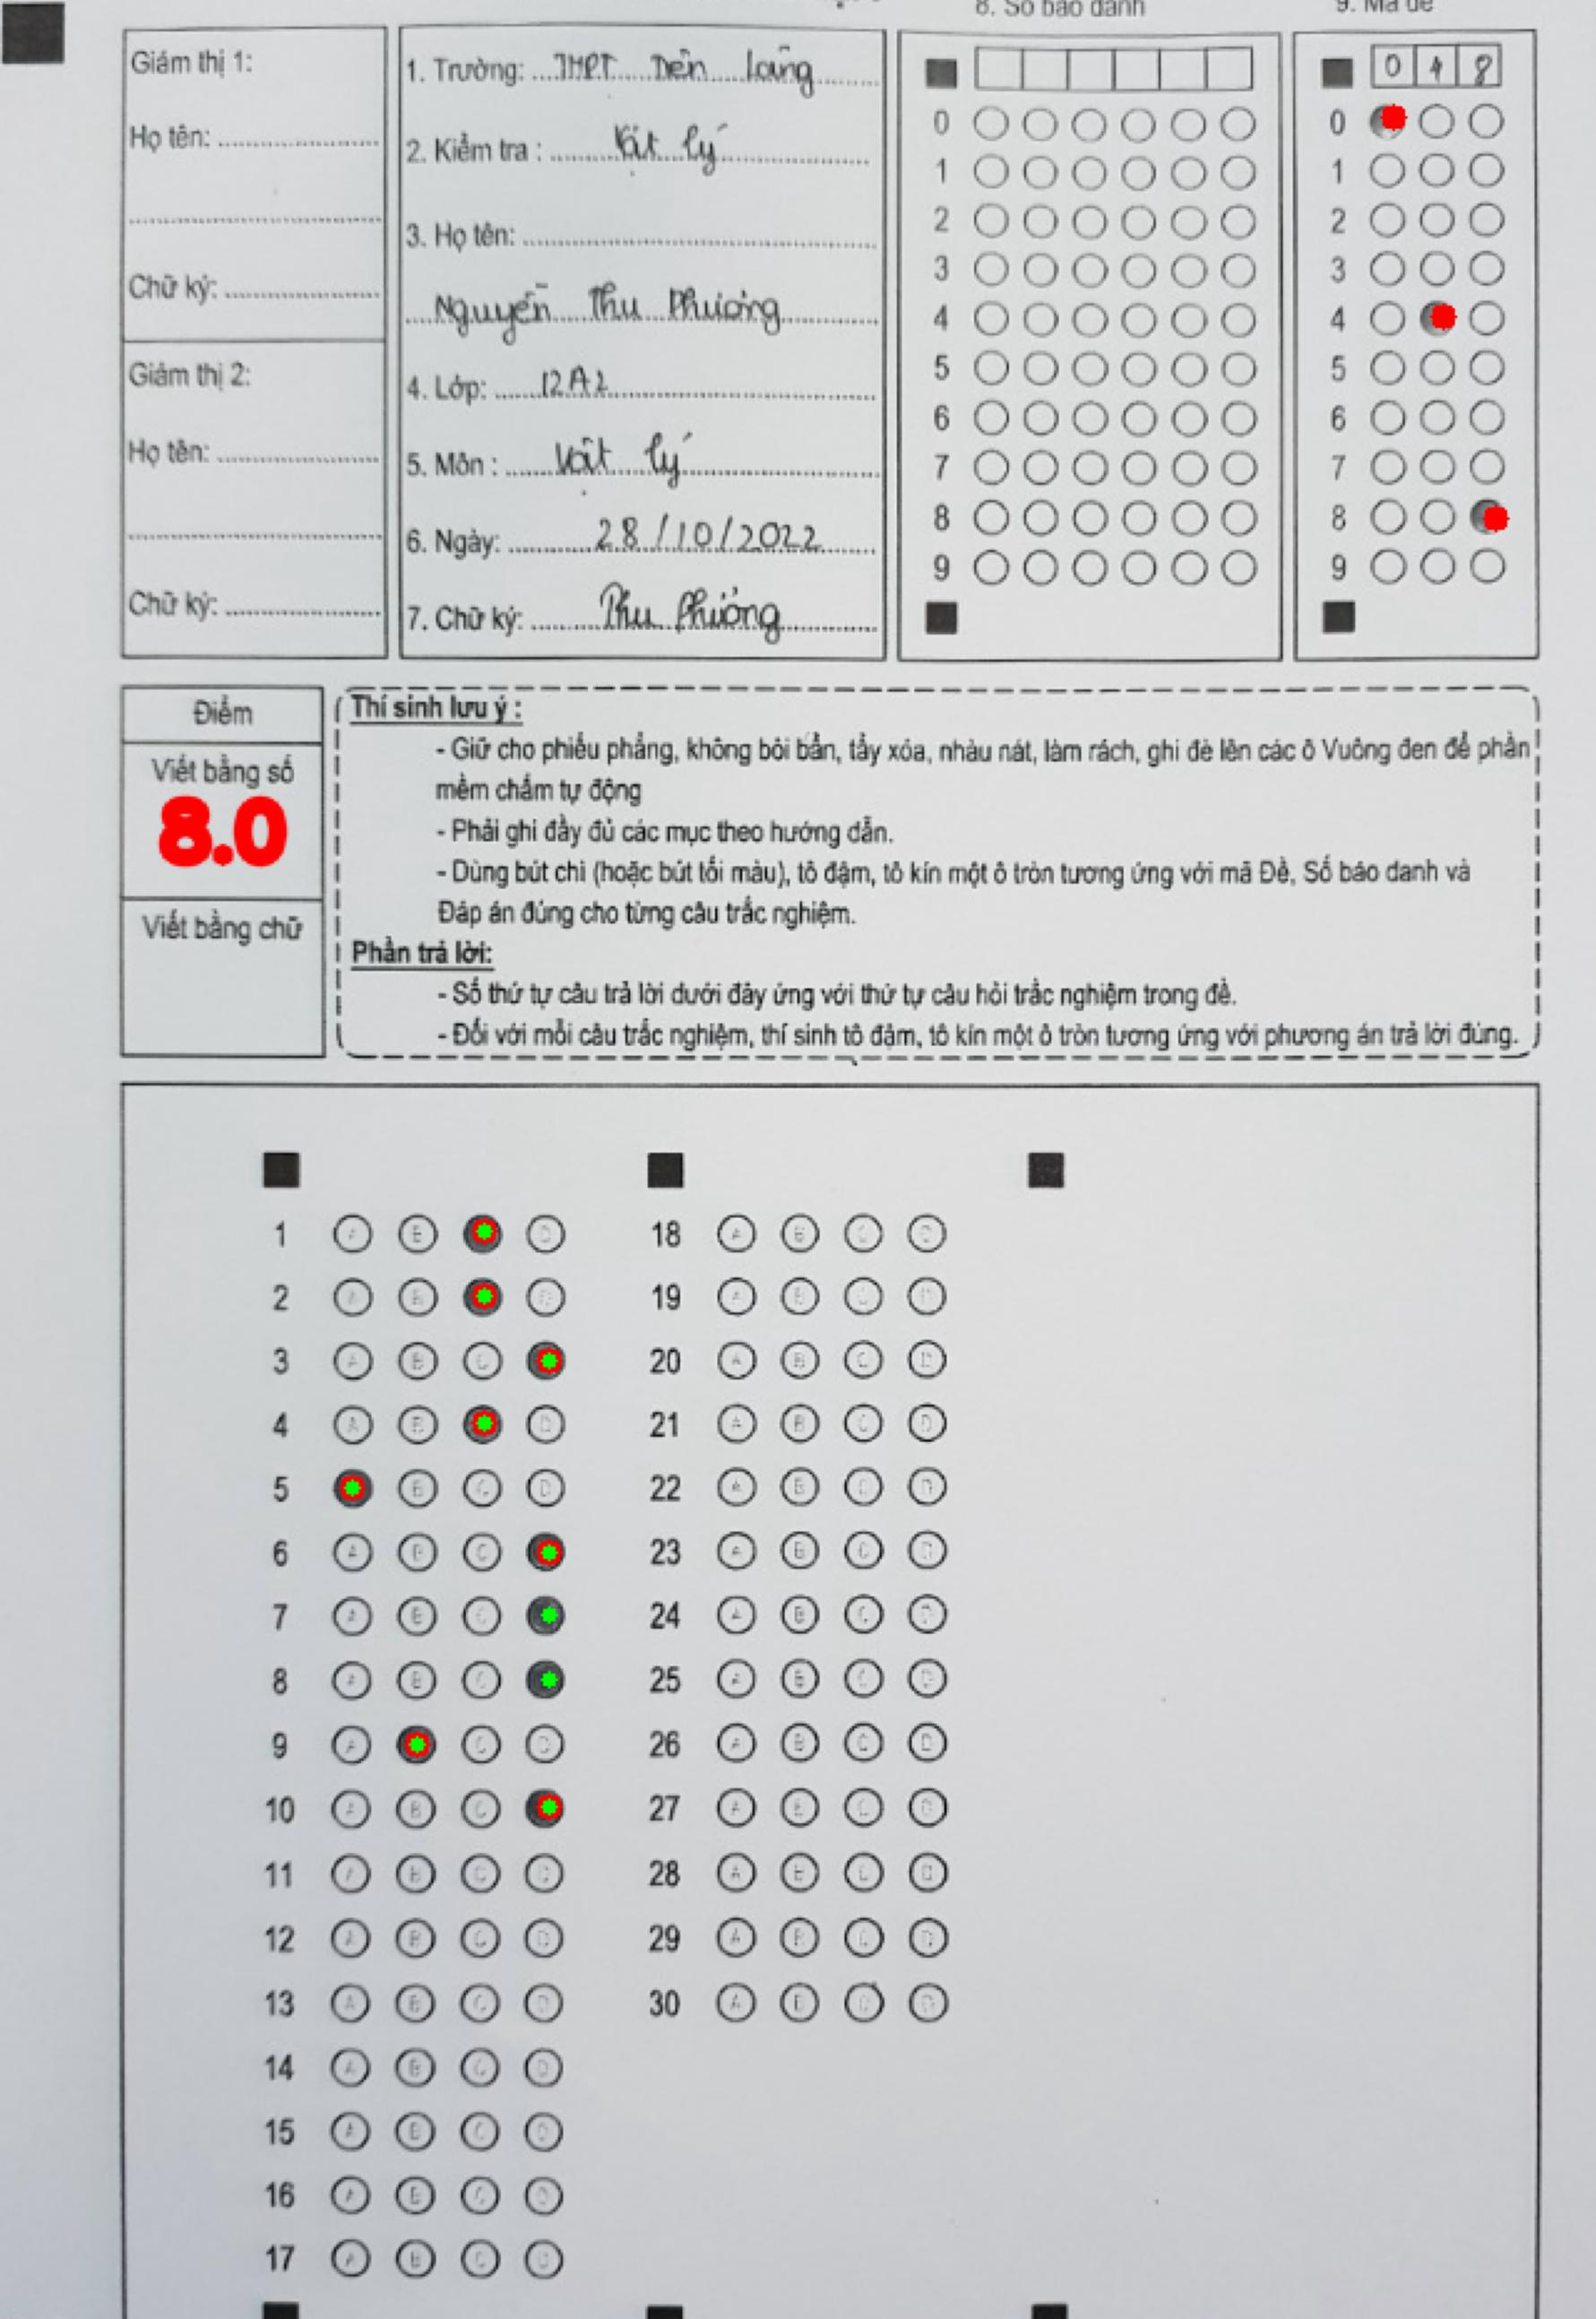 8. Số báo danh
9. Mã đề
Giám thị 1:
Họ tên:
Chữ ký:
Giám thị 2:
Họ tên:
Chữ ký:
1. Trường: THPT Tiên Lãng
2. Kiểm tra : Vật lý
3. Họ tên:
Nguyễn Thu Phương
4. Lớp: 12A2
5. Môn : Vật lý
6. Ngày: 28/10/2022
7. Chữ ký: Thu Phương
0
1
2
3
4
5
6
7
8
9
0 4 8
0
1
2
3
4
5
6
7
8
9
Điểm
Viết bằng số
8.0
Viết bằng chữ
Thí sinh lưu ý :
- Giữ cho phiếu phẳng, không bôi bẩn, tẩy xóa, nhàu nát, làm rách, ghi đè lên các ô Vuông đen để phần
mềm chấm tự động
- Phải ghi đầy đủ các mục theo hướng dẫn.
- Dùng bút chì (hoặc bút tối màu), tô đậm, tô kín một ô tròn tương ứng với mã Đề, Số báo danh và
Đáp án đúng cho từng câu trắc nghiệm.
Phần trả lời:
- Số thứ tự câu trả lời dưới đây ứng với thứ tự câu hỏi trắc nghiệm trong đề.
- Đối với mỗi câu trắc nghiệm, thí sinh tô đậm, tô kín một ô tròn tương ứng với phương án trả lời đúng.
1 A B D
2 A B D
3 A B C
4 A B D
5 B C D
6 A B C
7 A B C
8 A B C
9 A C D
10 A B C
11 A B C D
12 A B C D
13 A B C D
14 A B C D
15 A B C D
16 A B C D
17 A B C D
18 A B C D
19 A B C D
20 A B C D
21 A B C D
22 A B C D
23 A B C D
24 A B C D
25 A B C D
26 A B C D
27 A B C D
28 A B C D
29 A B C D
30 A B C D